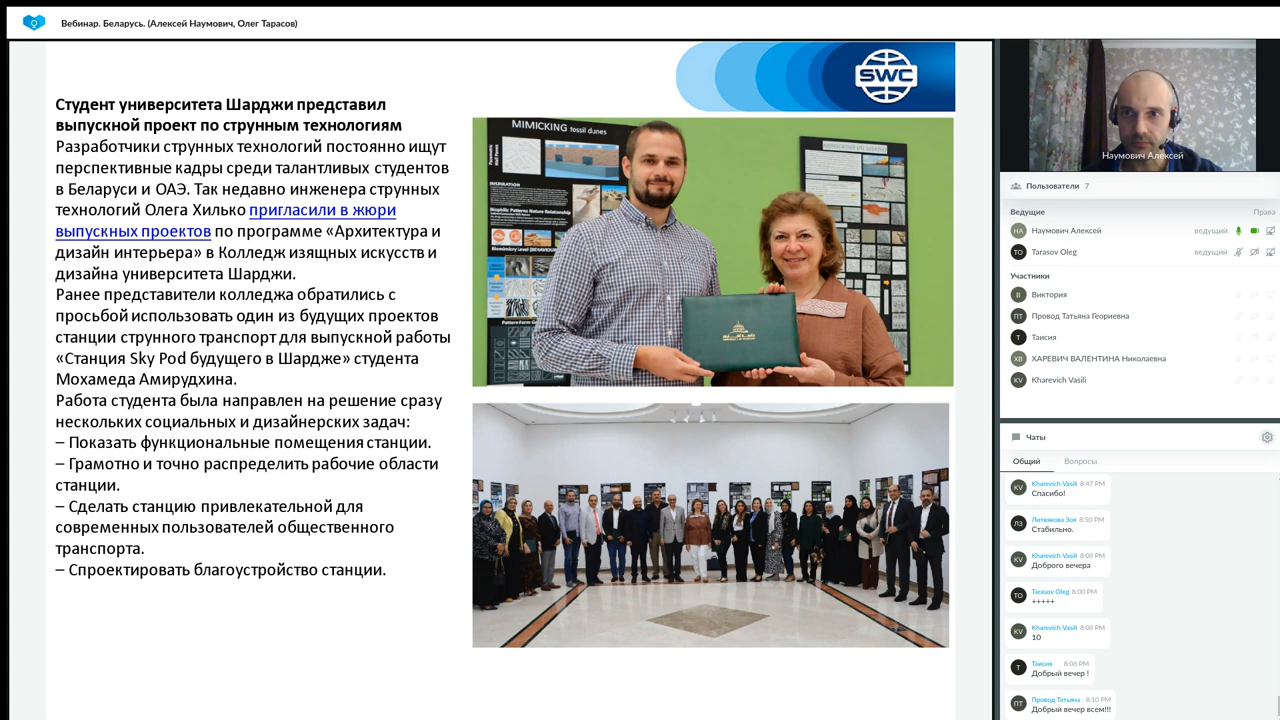 Вебинар. Беларусь. (Алексей Наумович, Олег Тарасов)
SWC
Студент университета Шарджи представил
выпускной проект по струнным технологиям
Разработчики струнных технологий постоянно ищут
перспективные кадры среди талантливых студентов
в Беларуси и ОАЭ. Так недавно инженера струнных
технологий Олега Хилько пригласили в жюри
выпускных проектов по программе «Архитектура и
дизайн интерьера» в Колледж изящных искусств и
дизайна университета Шарджи.
Ранее представители колледжа обратились с
просьбой использовать один из будущих проектов
станции струнного транспорт для выпускной работы
«Станция Sky Pod будущего в Шардже» студента
Мохамеда Амирудхина.
Работа студента была направлен на решение сразу
нескольких социальных и дизайнерских задач:
– Показать функциональные помещения станции.
– Грамотно и точно распределить рабочие области
станции.
– Сделать станцию привлекательной для
современных пользователей общественного
транспорта.
– Спроектировать благоустройство станции.
MIMICKING fossil dunes
Наумович Алексей
Пользователи 7
Ведущие Права
НА Наумович Алексей ведущий
TO Tarasov Oleg ведущий
Участники
В Виктория
ПТ Провод Татьяна Георгиевна
Т Таисия
ХВ ХАРЕВИЧ ВАЛЕНТИНА Николаевна
KV Kharevich Vasili
Чаты
Общий Вопросы
KV Kharevich Vasili 8:47 PM
Спасибо!
ЛЗ Литвякова Зоя 8:50 PM
Стабильно.
KV Kharevich Vasili 8:00 PM
Доброго вечера
TO Tarasov Oleg 8:00 PM
+++++
KV Kharevich Vasili 8:00 PM
10
Т Таисия 8:06 PM
Добрый вечер !
ПТ Провод Татьяна 8:10 PM
Добрый вечер всем!!!